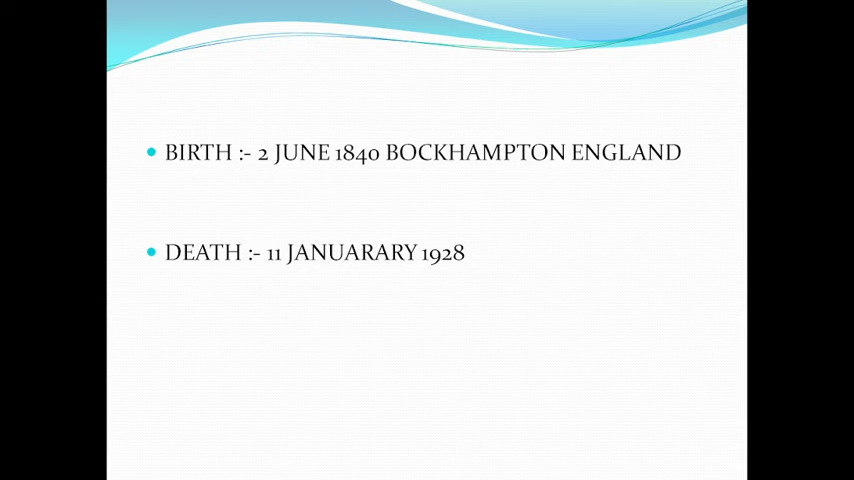 BIRTH :- 2 JUNE 1840 BOCKHAMPTON ENGLAND
DEATH :- 11 JANUARARY 1928